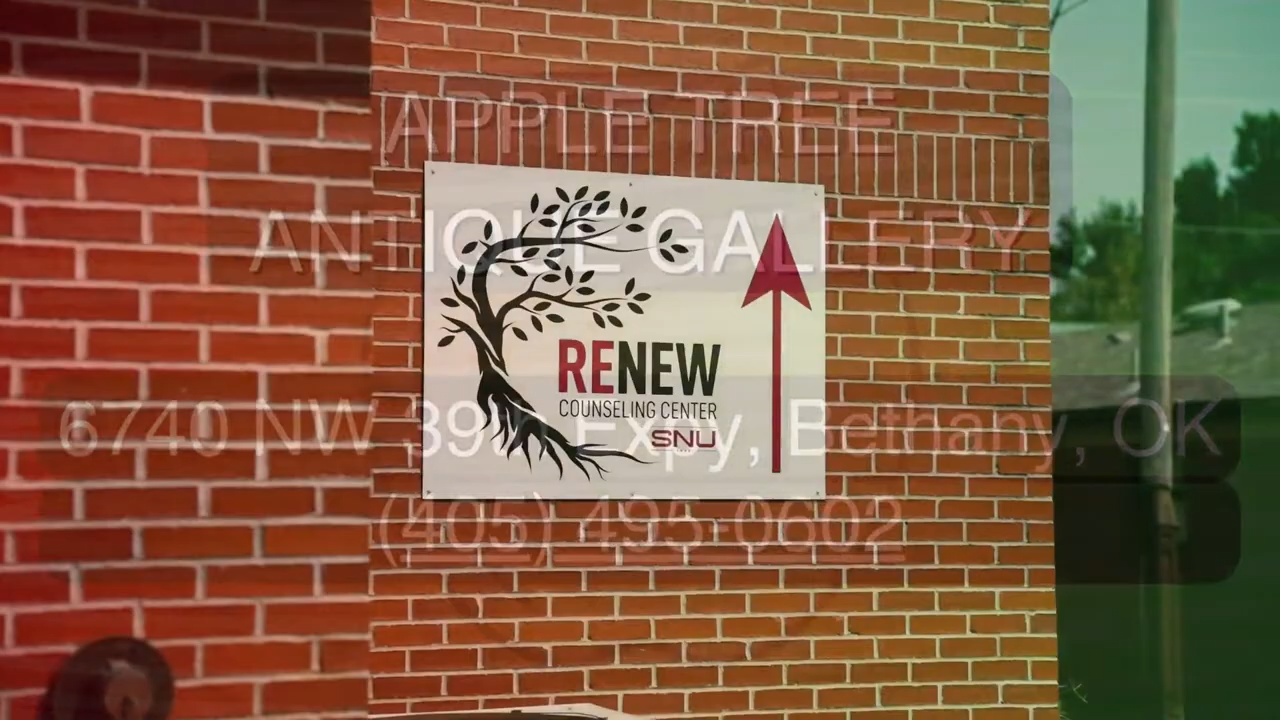 APPLE TREE
ANTIQUE GALLERY
RENEW
COUNSELING CENTER
SNU
6740 NW 39th Expy, Bethany, OK
(405) 495-0602